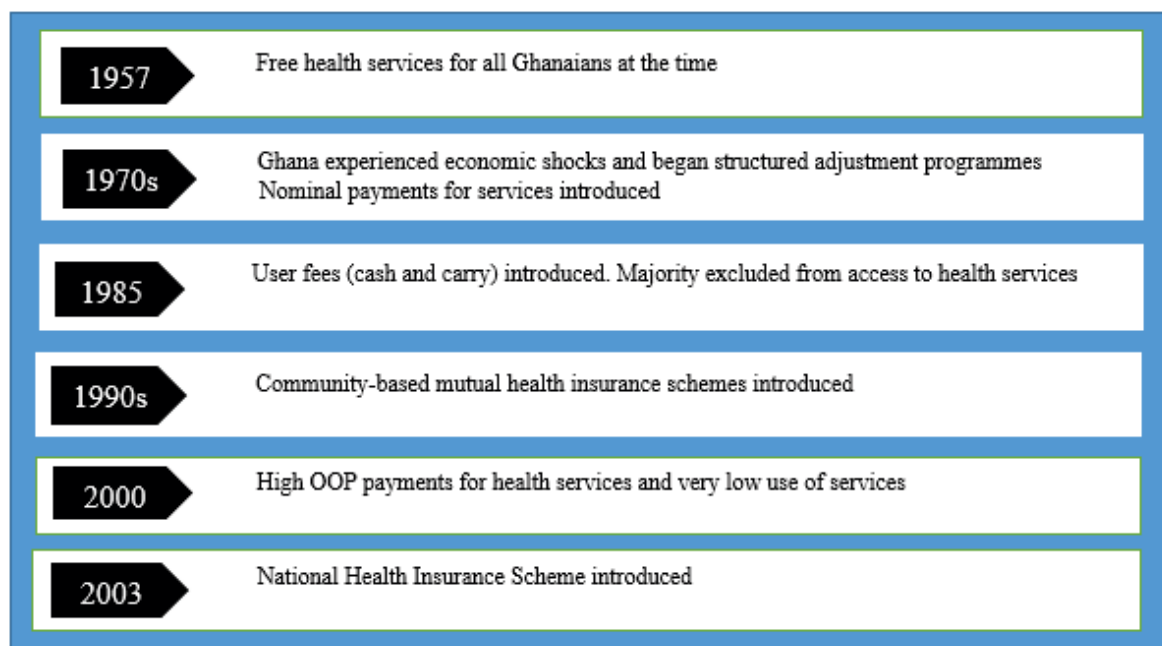 1957
Free health services for all Ghanaians at the time
1970s
Ghana experienced economic shocks and began structured adjustment programmes
Nominal payments for services introduced
1985
User fees (cash and carry) introduced. Majority excluded from access to health services
1990s
Community-based mutual health insurance schemes introduced
2000
High OOP payments for health services and very low use of services
2003
National Health Insurance Scheme introduced